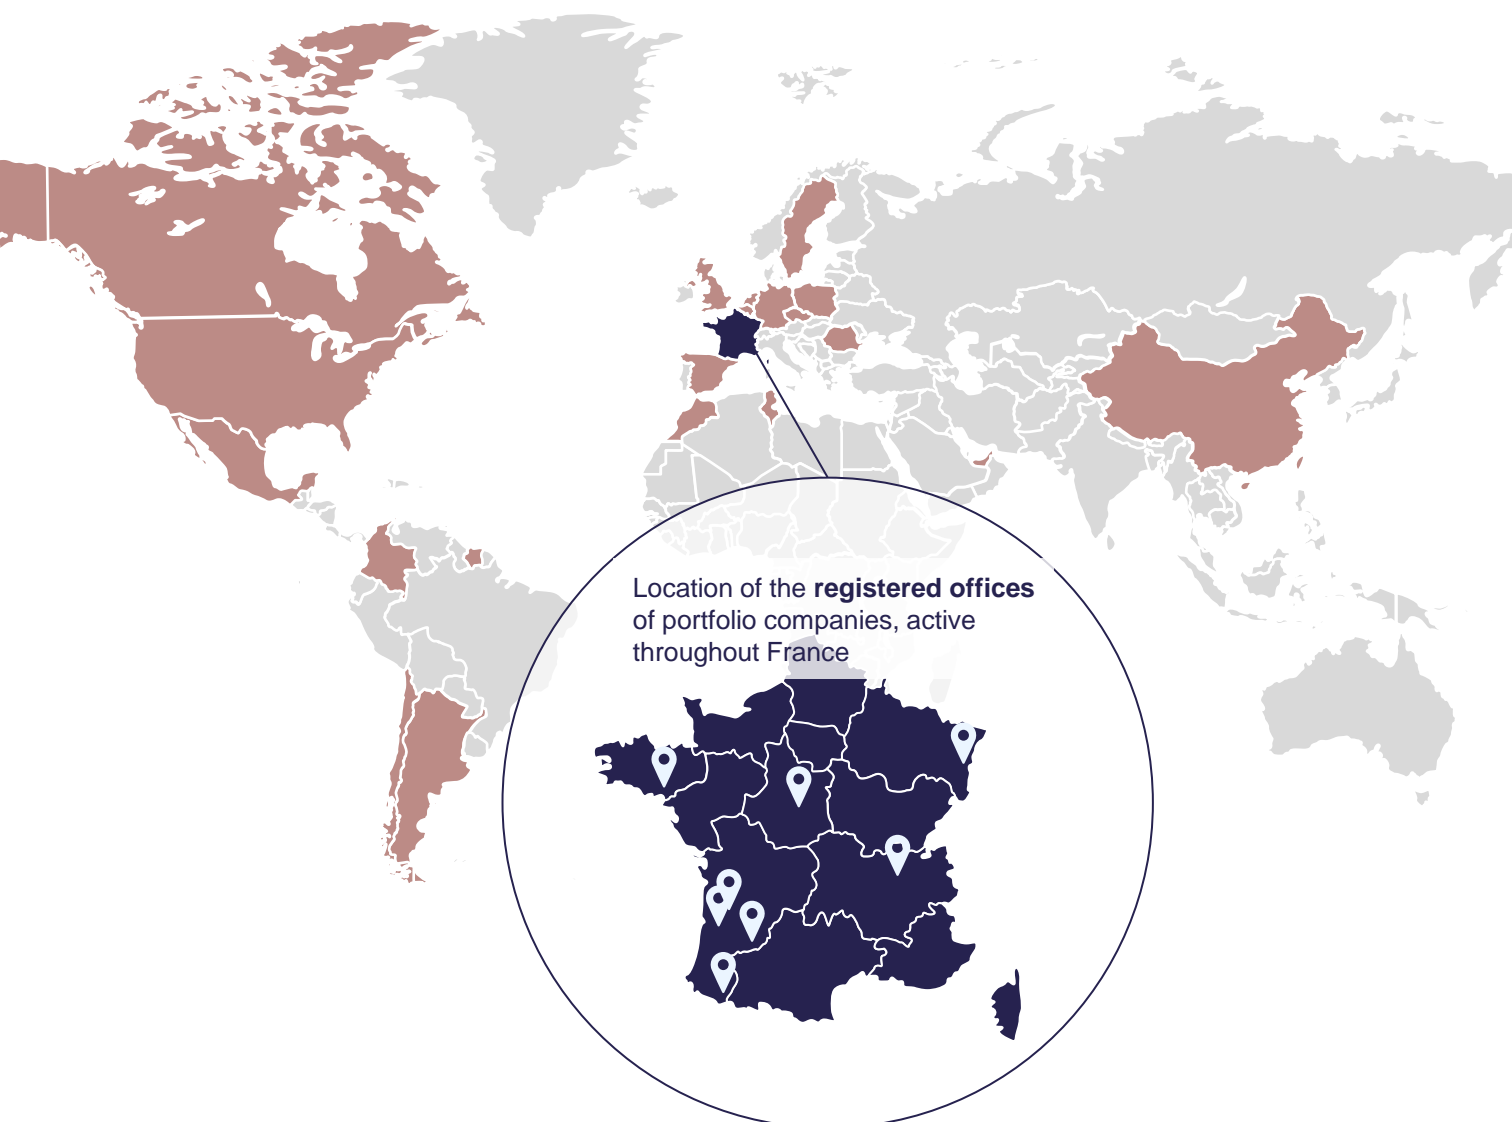 Location of the registered offices
of portfolio companies, active
throughout France